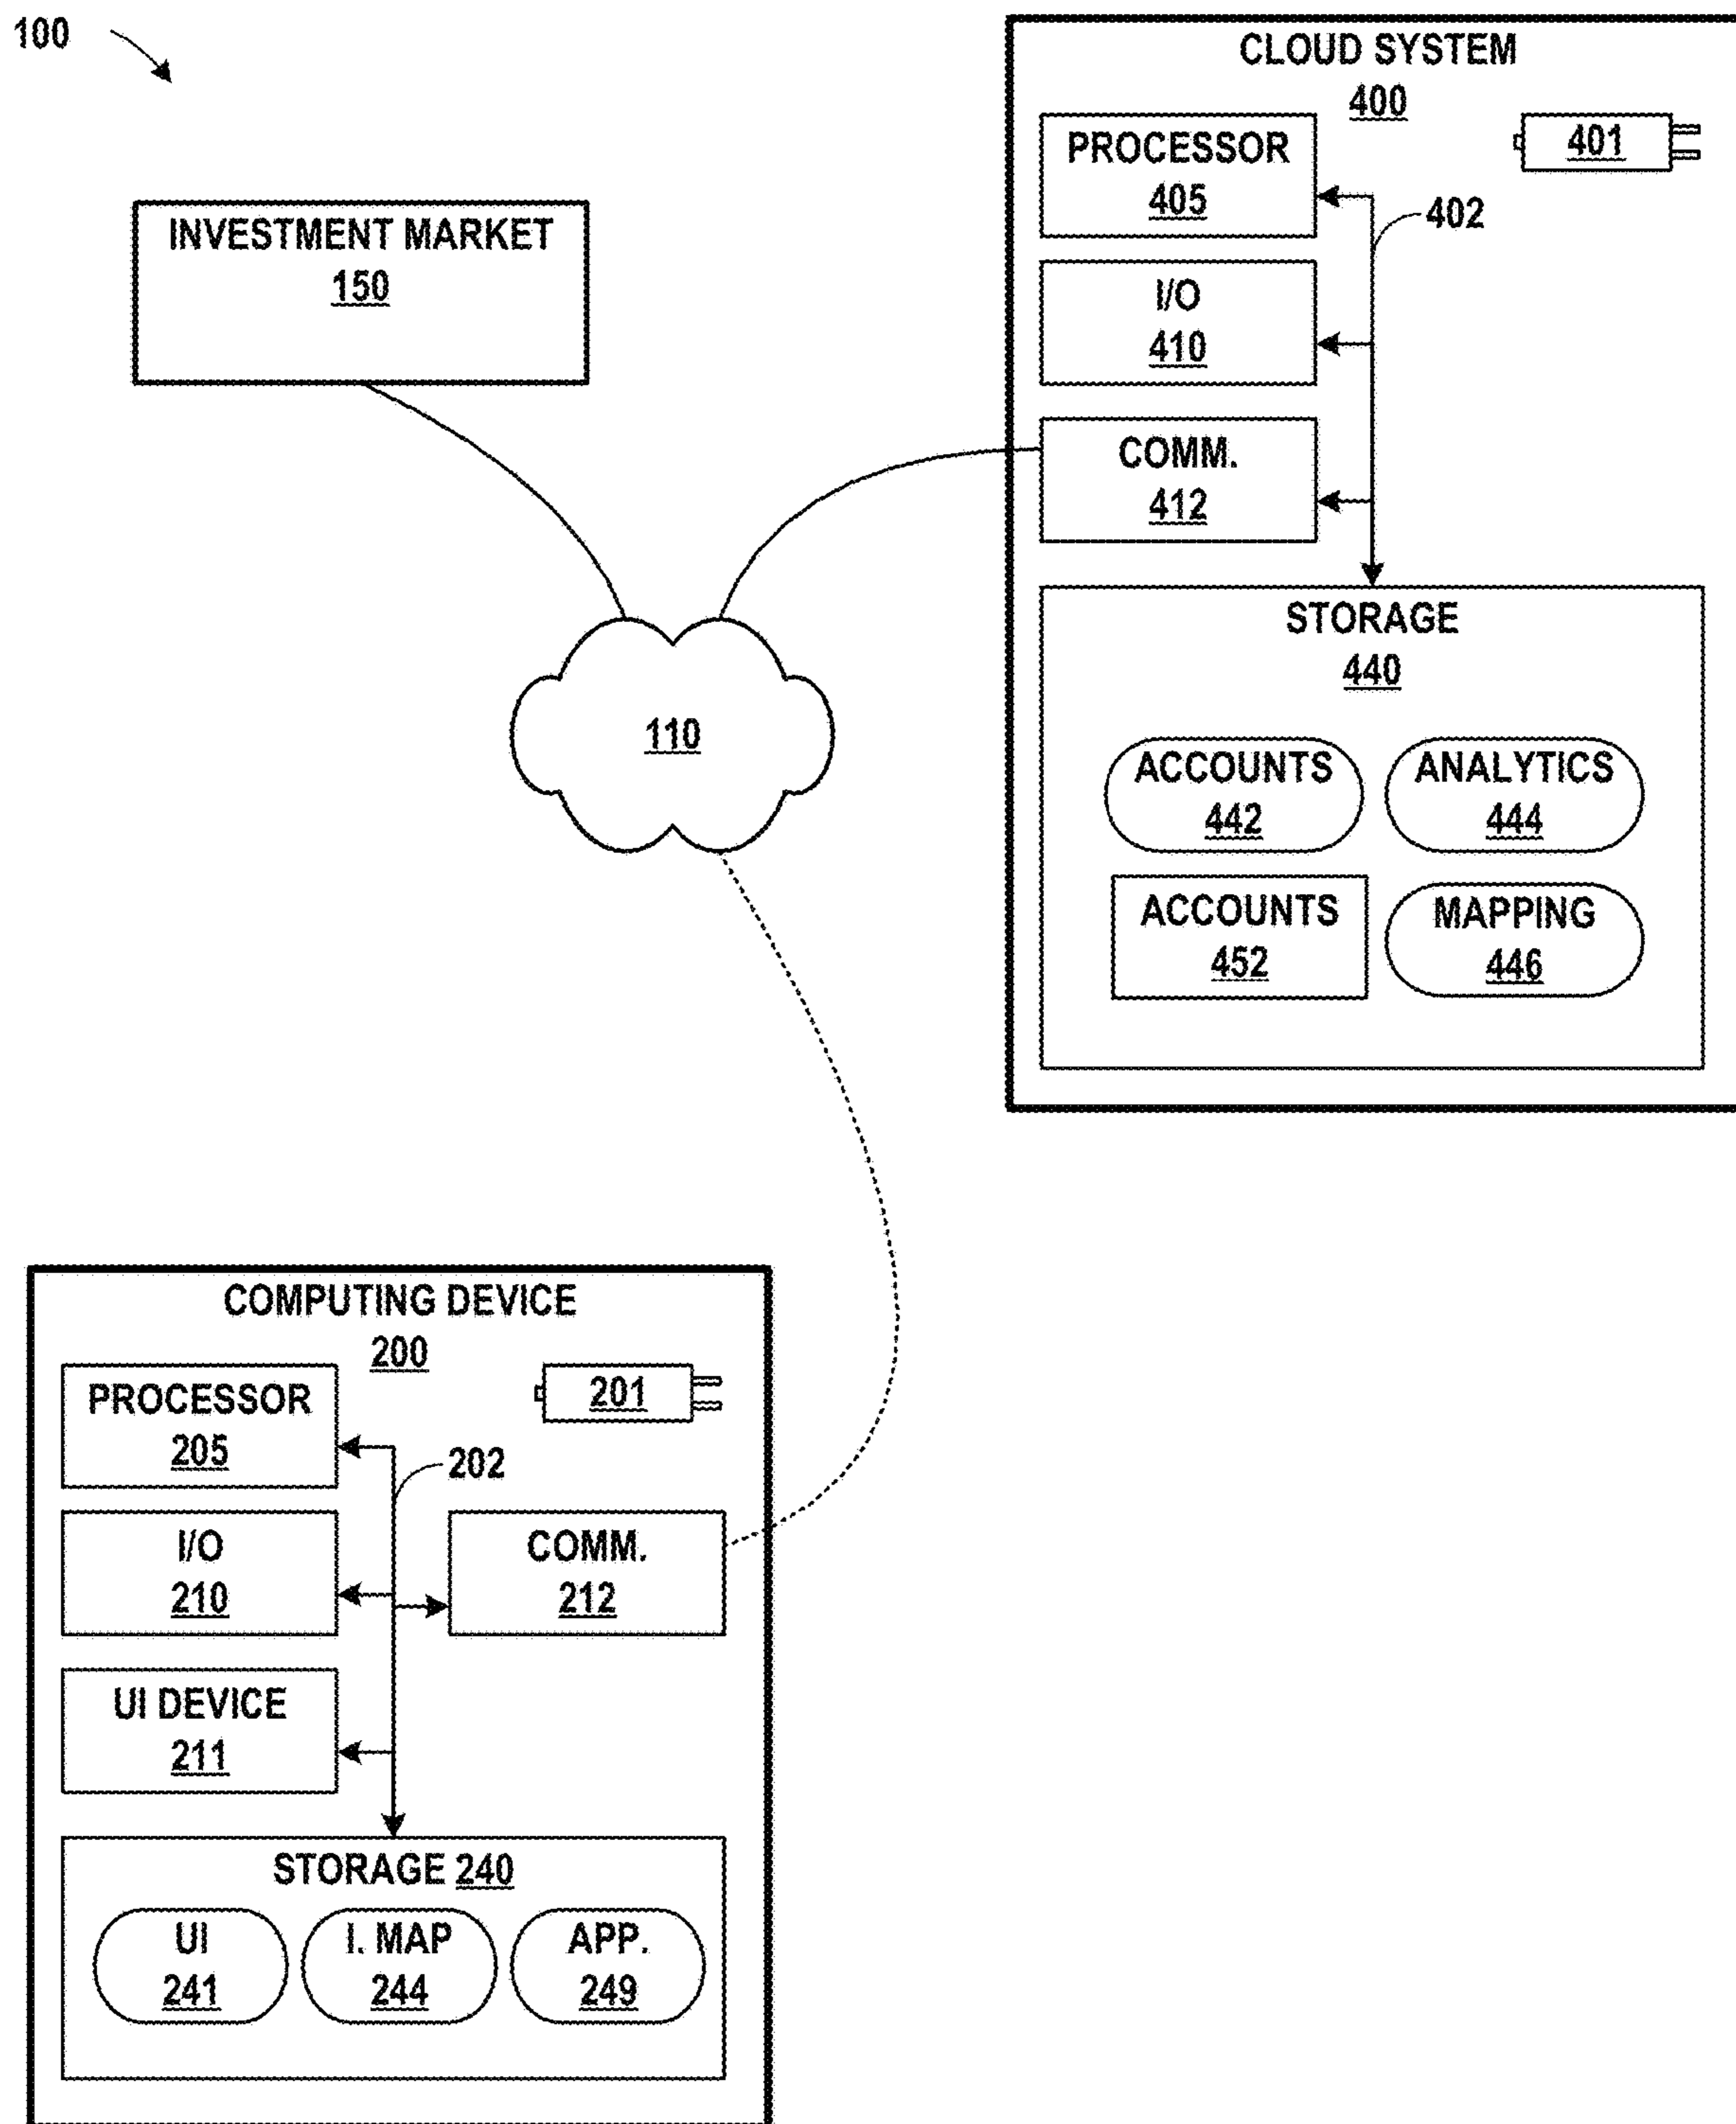 100
CLOUD SYSTEM
400
PROCESSOR
405
401
402
INVESTMENT MARKET
150
I/O
410
COMM.
412
STORAGE
440
110
ACCOUNTS
442
ANALYTICS
444
ACCOUNTS
452
MAPPING
446
COMPUTING DEVICE
200
PROCESSOR
205
201
202
I/O
210
COMM.
212
UI DEVICE
211
STORAGE 240
UI
241
I. MAP
244
APP.
249